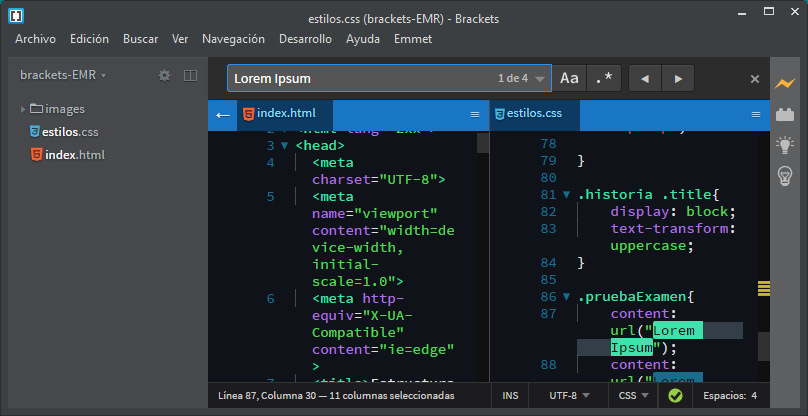 estilos.css (brackets-EMR) - Brackets
Archivo Edición Buscar Ver Navegación Desarrollo Ayuda Emmet
brackets-EMR
images
estilos.css
index.html
Lorem Ipsum 1 de 4 Aa .*
index.html
3 <head>
4 <meta
charset="UTF-8">
5 <meta
name="viewport"
content="width=de
vice-width,
initial-
scale=1.0">
6 <meta http-
equiv="X-UA-
Compatible"
content="ie=edge"
>
7 <title>Estructura
estilos.css
78
79 }
80
81 .historia .title{
82 display: block;
83 text-transform:
uppercase;
84 }
85
86 .pruebaExamen{
87 content:
url("Lorem
Ipsum");
88 content:
url("Lorem
Línea 87, Columna 30 — 11 columnas seleccionadas INS UTF-8 CSS Espacios: 4